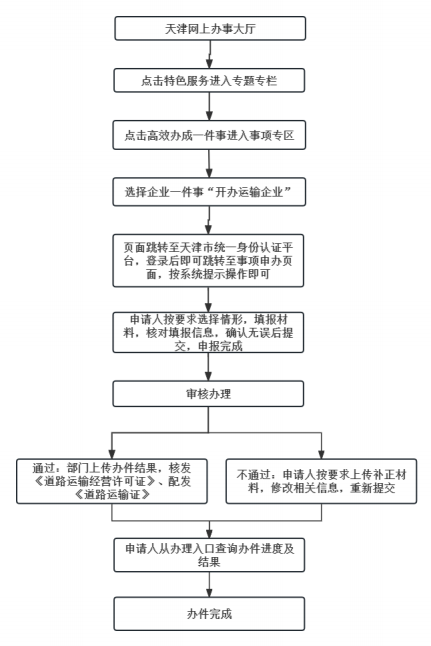 天津网上办事大厅
点击特色服务进入专题专栏
点击高效办成一件事进入事项专区
选择企业一件事“开办运输企业”
页面跳转至天津市统一身份认证平
台，登录后即可跳转至事项申办页
面，按系统提示操作即可
申请人按要求选择情形，填报材
料，核对填报信息，确认无误后提
交，申报完成
审核办理
通过：部门上传办件结果，核发
《道路运输经营许可证》、配发
《道路运输证》
不通过：申请人按要求上传补正材
料，修改相关信息，重新提交
申请人从办理入口查询办件进度及
结果
办件完成